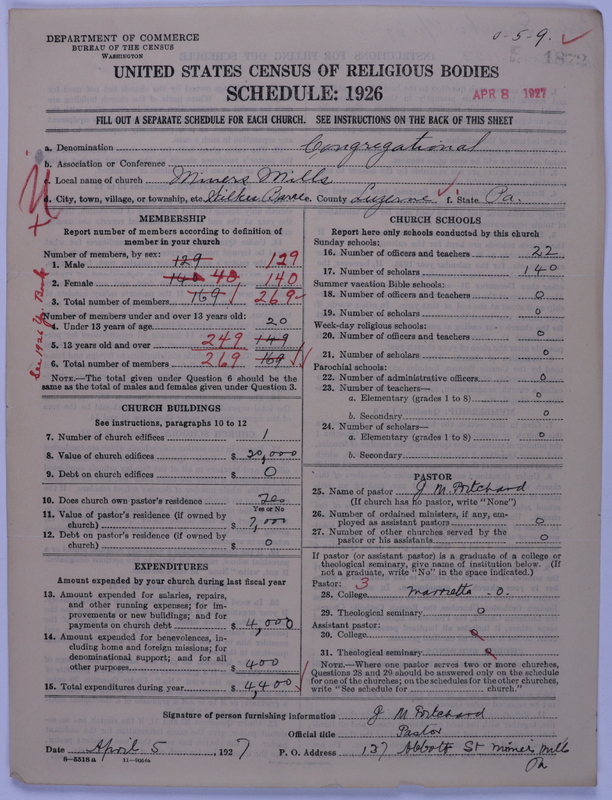 DEPARTMENT OF COMMERCE
BUREAU OF THE CENSUS
WASHINGTON
0-5-9. ✓
1872
UNITED STATES CENSUS OF RELIGIOUS BODIES
SCHEDULE: 1926
APR 8 1927
FILL OUT A SEPARATE SCHEDULE FOR EACH CHURCH. SEE INSTRUCTIONS ON THE BACK OF THIS SHEET
a. Denomination Congregational
b. Association or Conference
c. Local name of church Miners Mills
d. City, town, village, or township, etc. Wilkes Barre e. County Luzerne ✓ f. State Pa.
See 1926 Yr. Book
MEMBERSHIP
Report number of members according to definition of
member in your church
Number of members, by sex:
1. Male 129 129
2. Female 140 40 140
3. Total number of members 169 269
Number of members under and over 13 years old:
4. Under 13 years of age 20
5. 13 years old and over 249 149
6. Total number of members 269 169
NOTE.—The total given under Question 6 should be
same as the total of males and females given under Question 3.
CHURCH BUILDINGS
See instructions, paragraphs 10 to 12
7. Number of church edifices 1
8. Value of church edifices $ 20,000
9. Debt on church edifices $ 0
10. Does church own pastor's residence Yes
Yes or No
11. Value of pastor's residence (if owned by
church) $ 7,000
12. Debt on pastor's residence (if owned by
church) $ 0
EXPENDITURES
Amount expended by your church during last fiscal year
13. Amount expended for salaries, repairs,
and other running expenses; for im-
provements or new buildings; and for
payments on church debt $ 4,000
14. Amount expended for benevolences, in-
cluding home and foreign missions; for
denominational support; and for all
other purposes $ 400
15. Total expenditures during year $ 4,400
CHURCH SCHOOLS
Report here only schools conducted by this church
Sunday schools:
16. Number of officers and teachers 22
17. Number of scholars 140
Summer vacation Bible schools:
18. Number of officers and teachers 0
19. Number of scholars 0
Week-day religious schools:
20. Number of officers and teachers 0
21. Number of scholars 0
Parochial schools:
22. Number of administrative officers 0
23. Number of teachers—
a. Elementary (grades 1 to 8) 0
b. Secondary 0
24. Number of scholars—
a. Elementary (grades 1 to 8) 0
b. Secondary
PASTOR
25. Name of pastor J M Pritchard
(If church has no pastor, write "None")
26. Number of ordained ministers, if any, em-
ployed as assistant pastors 0
27. Number of other churches served by the
pastor or his assistants 0
If pastor (or assistant pastor) is a graduate of a college or
theological seminary, give name of institution below. (If
not a graduate, write "No" in the space indicated.)
Pastor: 3
28. College Marrietta - O.
29. Theological seminary 0
Assistant pastor:
30. College 0
31. Theological seminary 0
NOTE.—Where one pastor serves two or more churches,
Questions 28 and 29 should be answered only on the schedule
for one of the churches; on the schedules for the other churches,
write "See schedule for church."
Signature of person furnishing information J M Pritchard
Official title Pastor
Date April 5, 1927 P. O. Address 137 Abbott St Miners Mills
Pa
8-5518 a